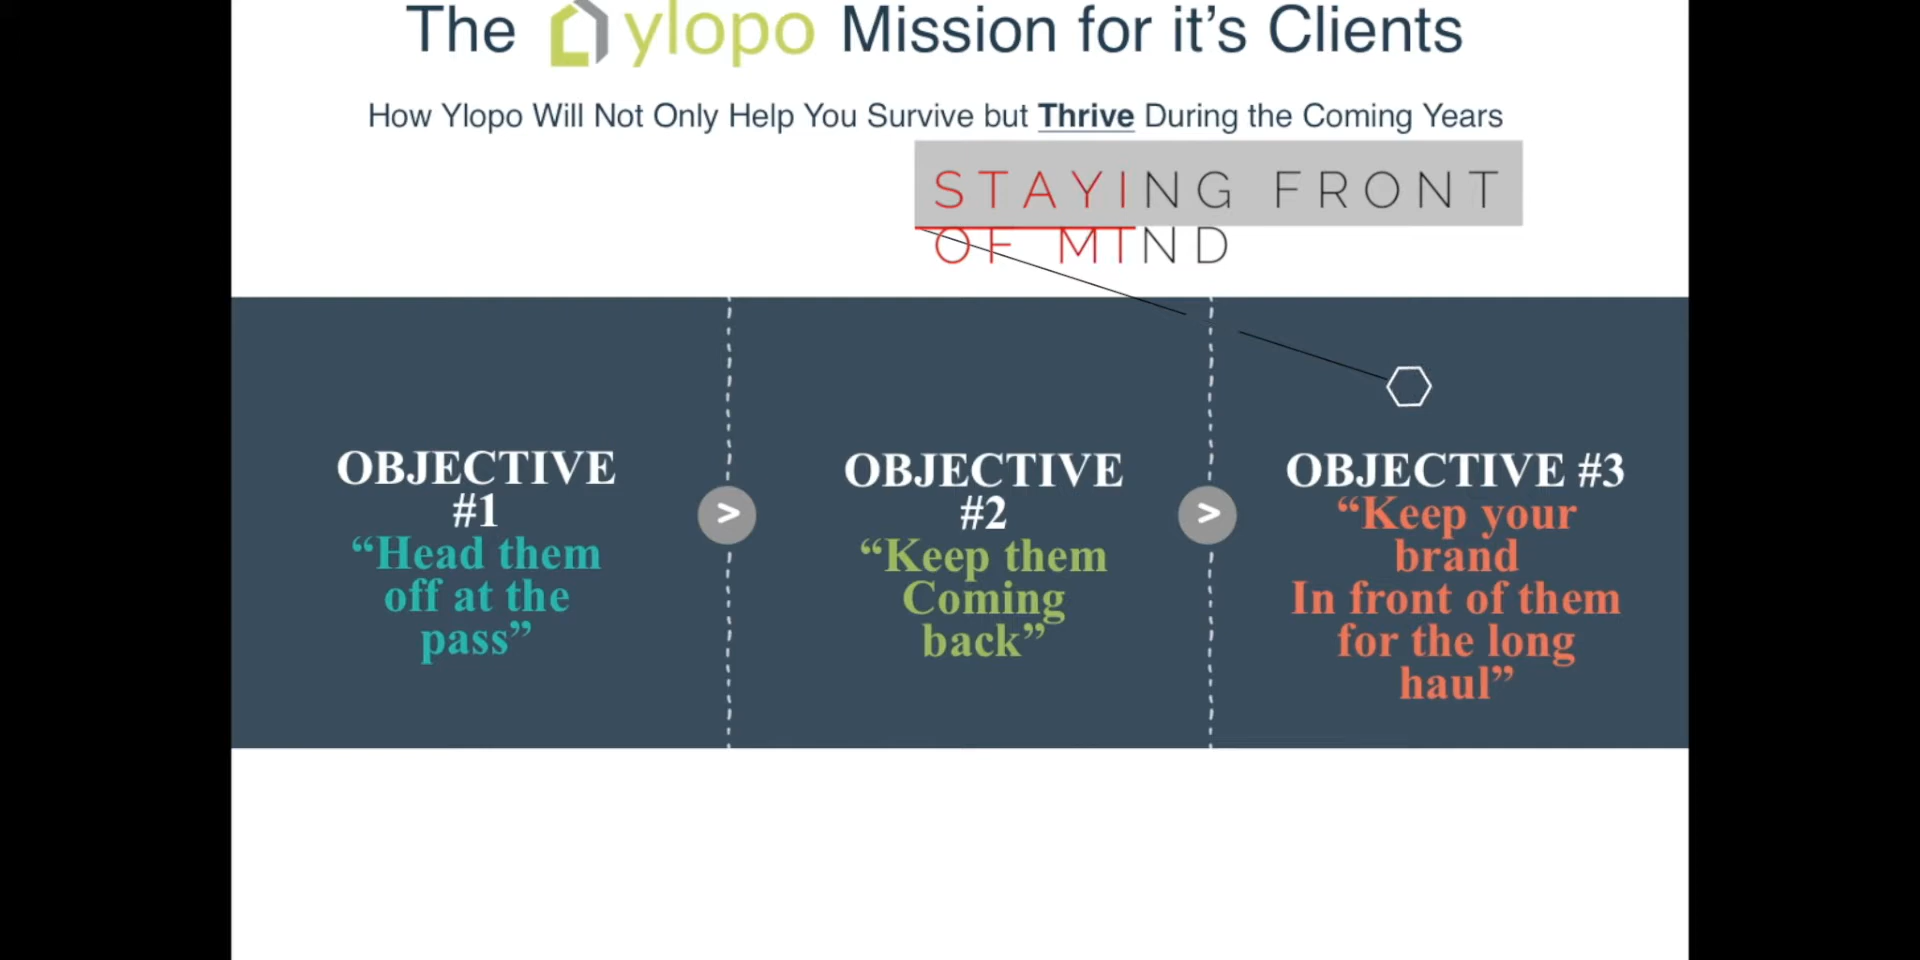 The ylopo Mission for it’s Clients
How Ylopo Will Not Only Help You Survive but Thrive During the Coming Years
STAYING FRONT
OF MIND
OBJECTIVE
#1
“Head them
off at the
pass”
>
OBJECTIVE
#2
“Keep them
Coming
back”
>
OBJECTIVE #3
“Keep your
brand
In front of them
for the long
haul”